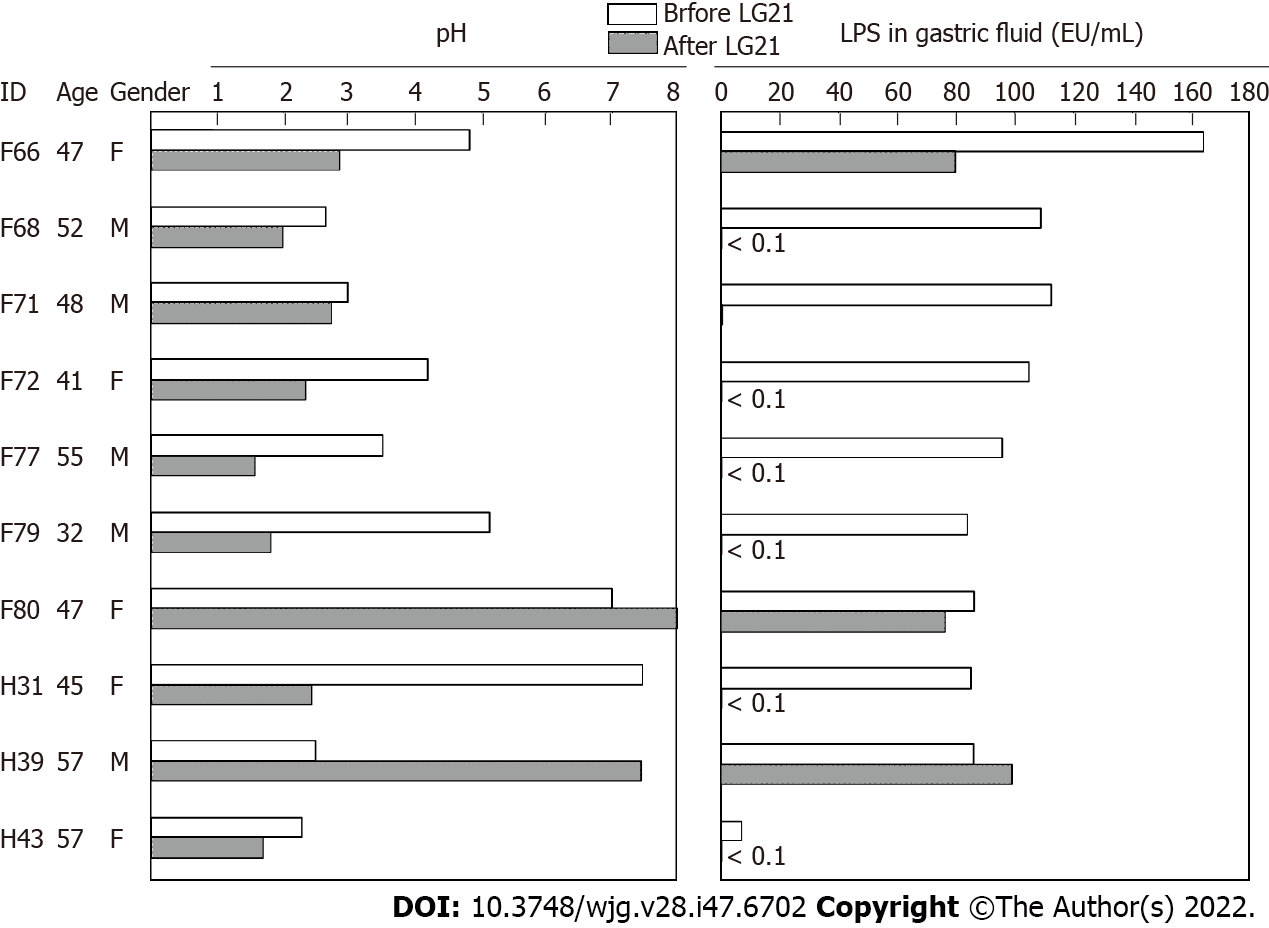 Brfore LG21
After LG21
pH
LPS in gastric fluid (EU/mL)
ID Age Gender 1 2 3 4 5 6 7 8 0 20 40 60 80 100 120 140 160 180
F66 47 F
F68 52 M
< 0.1
F71 48 M
F72 41 F
< 0.1
F77 55 M
< 0.1
F79 32 M
< 0.1
F80 47 F
H31 45 F
< 0.1
H39 57 M
H43 57 F
< 0.1
DOI: 10.3748/wjg.v28.i47.6702 Copyright ©The Author(s) 2022.